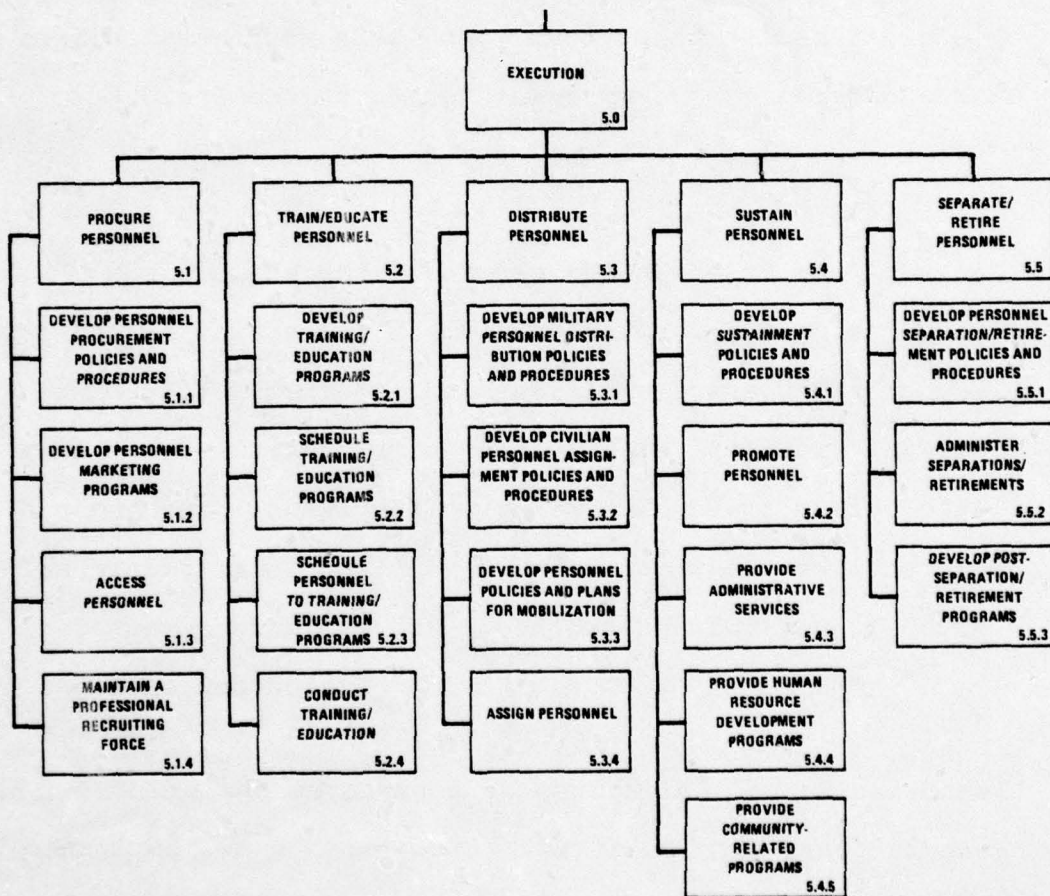 EXECUTION
5.0
PROCURE
PERSONNEL
5.1
DEVELOP PERSONNEL
PROCUREMENT
POLICIES AND
PROCEDURES
5.1.1
DEVELOP PERSONNEL
MARKETING
PROGRAMS
5.1.2
ACCESS
PERSONNEL
5.1.3
MAINTAIN A
PROFESSIONAL
RECRUITING
FORCE
5.1.4
TRAIN/EDUCATE
PERSONNEL
5.2
DEVELOP
TRAINING/
EDUCATION
PROGRAMS
5.2.1
SCHEDULE
TRAINING/
EDUCATION
PROGRAMS
5.2.2
SCHEDULE
PERSONNEL
TO TRAINING/
EDUCATION
PROGRAMS 5.2.3
CONDUCT
TRAINING/
EDUCATION
5.2.4
DISTRIBUTE
PERSONNEL
5.3
DEVELOP MILITARY
PERSONNEL DISTRI-
BUTION POLICIES
AND PROCEDURES
5.3.1
DEVELOP CIVILIAN
PERSONNEL ASSIGN-
MENT POLICIES AND
PROCEDURES
5.3.2
DEVELOP PERSONNEL
POLICIES AND PLANS
FOR MOBILIZATION
5.3.3
ASSIGN PERSONNEL
5.3.4
SUSTAIN
PERSONNEL
5.4
DEVELOP
SUSTAINMENT
POLICIES AND
PROCEDURES
5.4.1
PROMOTE
PERSONNEL
5.4.2
PROVIDE
ADMINISTRATIVE
SERVICES
5.4.3
PROVIDE HUMAN
RESOURCE
DEVELOPMENT
PROGRAMS
5.4.4
PROVIDE
COMMUNITY-
RELATED
PROGRAMS
5.4.5
SEPARATE/
RETIRE
PERSONNEL
5.5
DEVELOP PERSONNEL
SEPARATION/RETIRE-
MENT POLICIES AND
PROCEDURES
5.5.1
ADMINISTER
SEPARATIONS/
RETIREMENTS
5.5.2
DEVELOP POST-
SEPARATION/
RETIREMENT
PROGRAMS
5.5.3